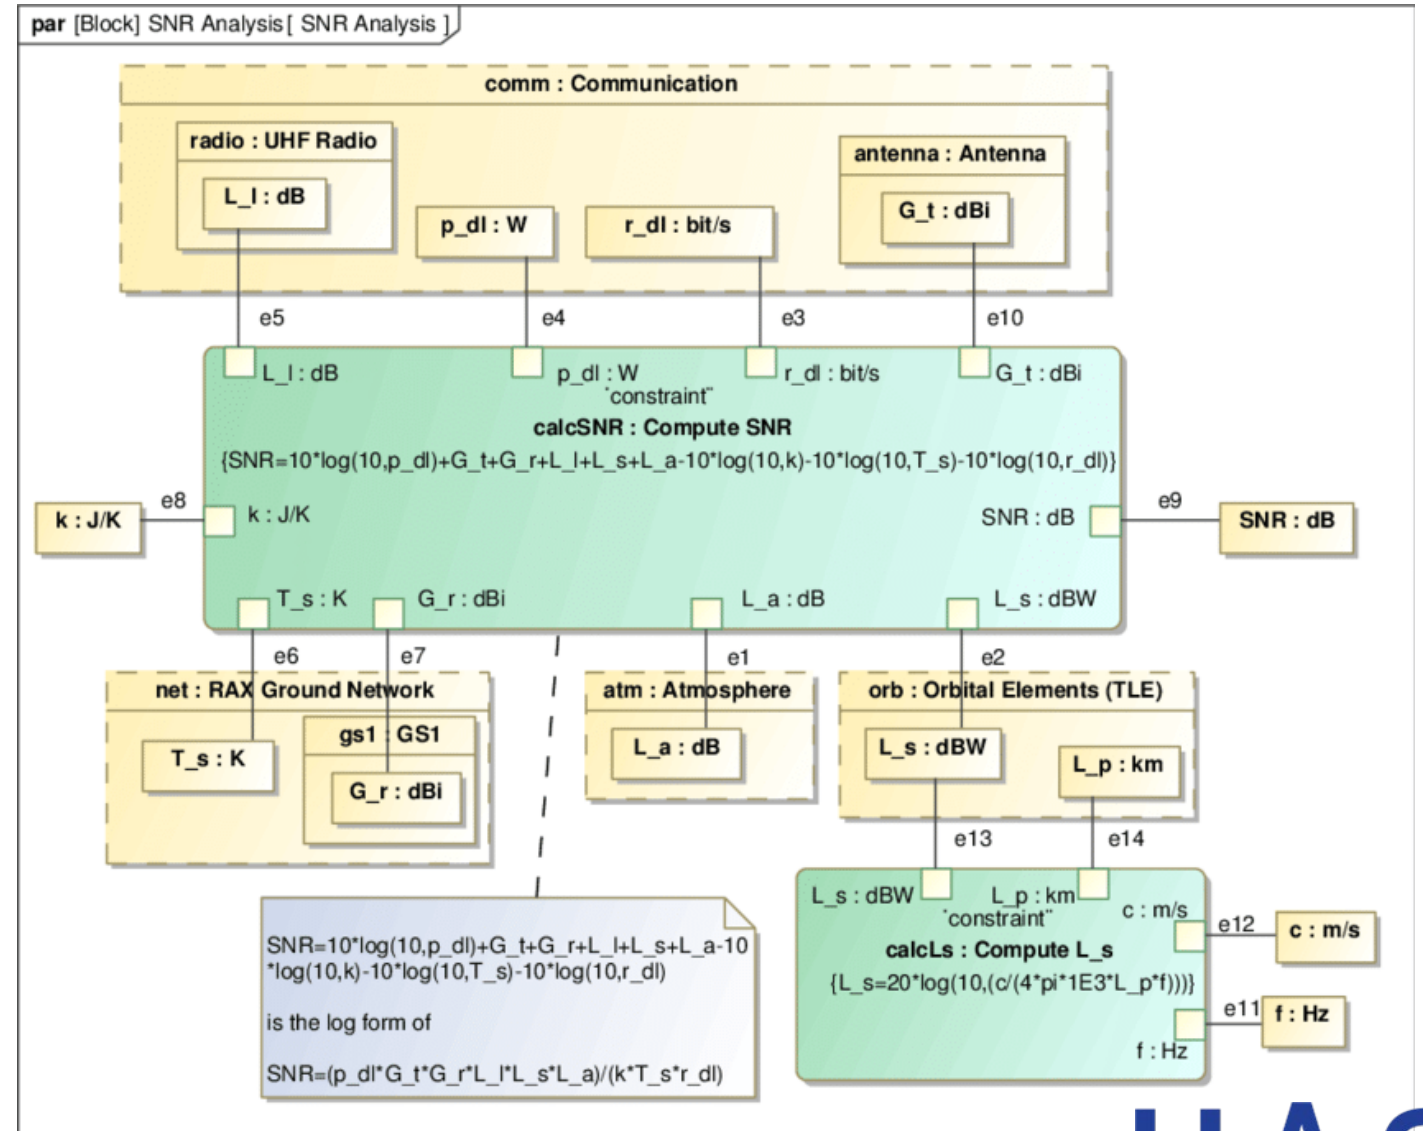 par [Block] SNR Analysis[ SNR Analysis ]
comm : Communication
radio : UHF Radio
L_l : dB
p_dl : W
r_dl : bit/s
antenna : Antenna
G_t : dBi
e5
e4
e3
e10
L_l : dB
p_dl : W
r_dl : bit/s
G_t : dBi
"constraint"
calcSNR : Compute SNR
{SNR=10*log(10,p_dl)+G_t+G_r+L_l+L_s+L_a-10*log(10,k)-10*log(10,T_s)-10*log(10,r_dl)}
k : J/K
e8
k : J/K
SNR : dB
e9
SNR : dB
T_s : K
G_r : dBi
L_a : dB
L_s : dBW
e6
e7
e1
e2
net : RAX Ground Network
T_s : K
gs1 : GS1
G_r : dBi
atm : Atmosphere
L_a : dB
orb : Orbital Elements (TLE)
L_s : dBW
L_p : km
e13
e14
L_s : dBW
L_p : km
c : m/s
"constraint"
calcLs : Compute L_s
{L_s=20*log(10,(c/(4*pi*1E3*L_p*f)))}
f : Hz
e12
c : m/s
e11
f : Hz
SNR=10*log(10,p_dl)+G_t+G_r+L_l+L_s+L_a-10
*log(10,k)-10*log(10,T_s)-10*log(10,r_dl)
is the log form of
SNR=(p_dl*G_t*G_r*L_l*L_s*L_a)/(k*T_s*r_dl)